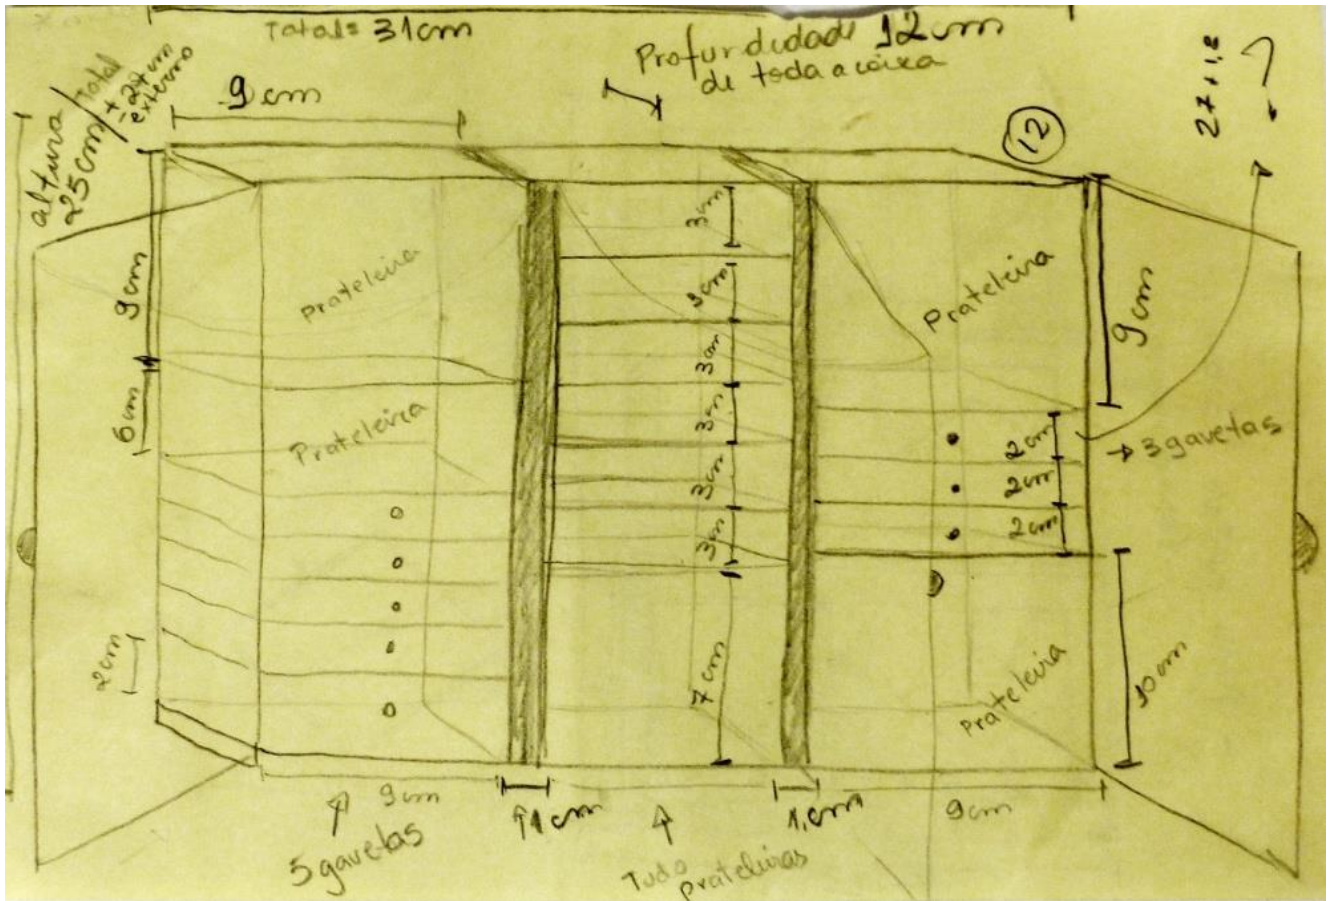 Total: 31cm
Profundidade 12cm
de toda a caixa
altura
25cm
Total
+ 27cm
externo
9cm
12
27 + 1,8
9cm
6cm
2cm
Prateleira
Prateleira
3cm
3cm
3cm
3cm
3cm
3cm
7cm
Prateleira
9cm
2cm
→ 3 gavetas
2cm
2cm
10cm
Prateleira
9cm
1cm
1,cm
9cm
5 gavetas
Tudo
prateleiras